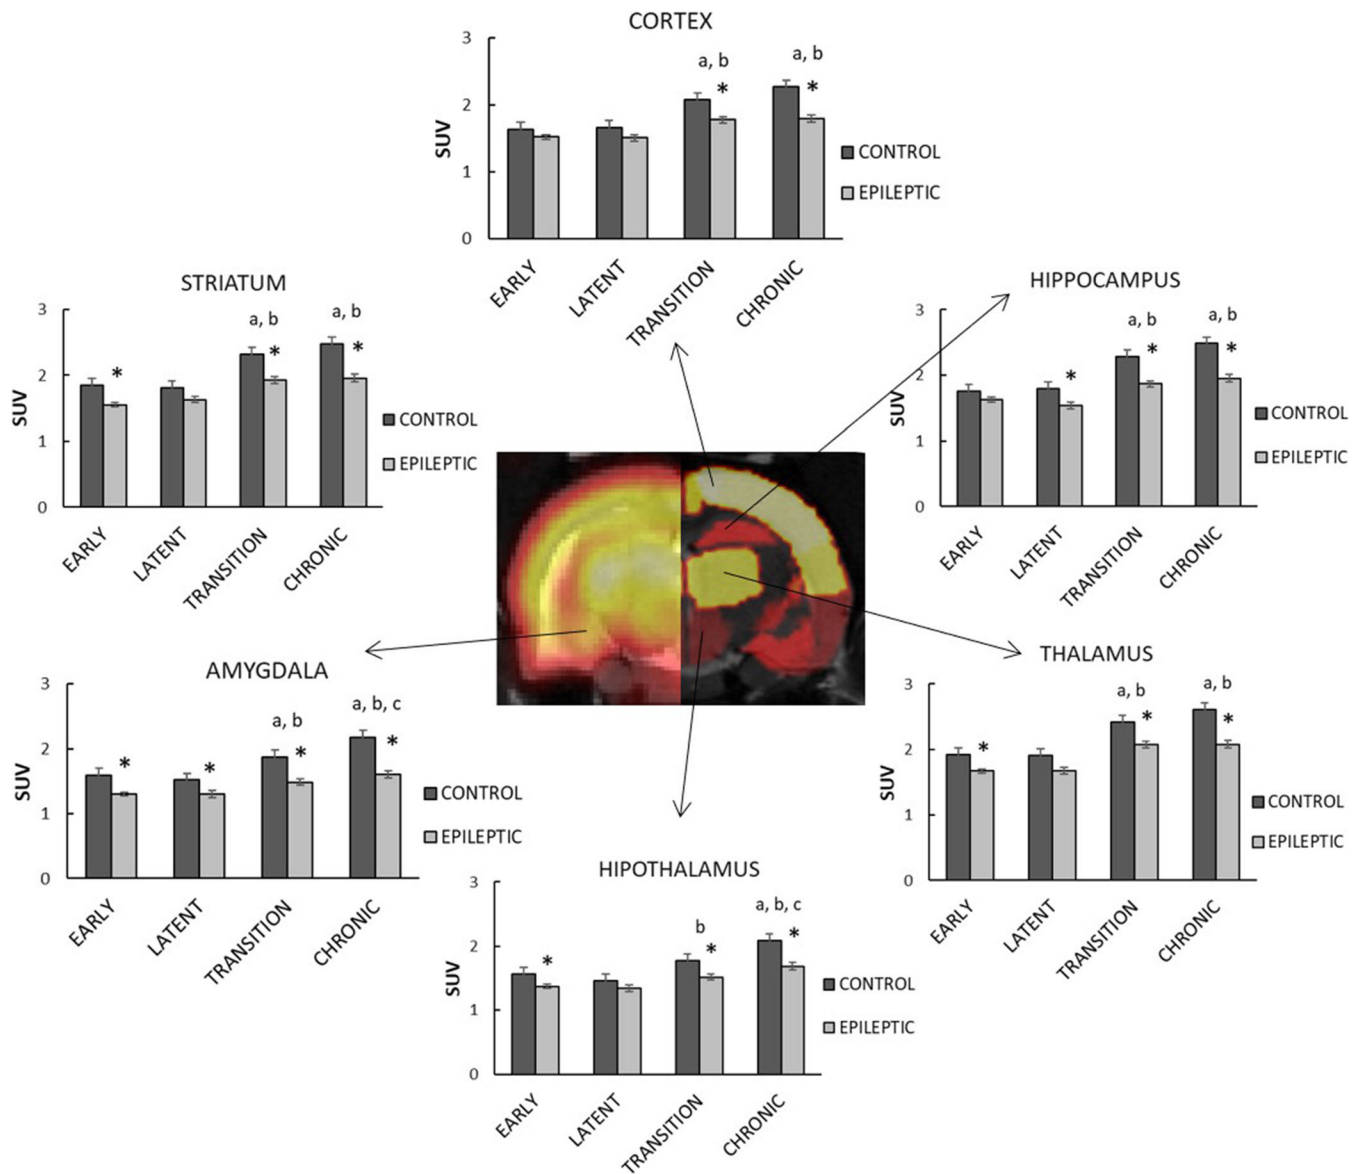 CORTEX
3
2
1
0
SUV
a, b
*
a, b
*
CONTROL
EPILEPTIC
EARLY
LATENT
TRANSITION
CHRONIC
STRIATUM
3
2
1
0
SUV
*
a, b
*
a, b
*
CONTROL
EPILEPTIC
EARLY
LATENT
TRANSITION
CHRONIC
HIPPOCAMPUS
3
2
1
0
SUV
*
a, b
*
a, b
*
CONTROL
EPILEPTIC
EARLY
LATENT
TRANSITION
CHRONIC
AMYGDALA
3
2
1
0
SUV
*
*
a, b
*
a, b, c
*
CONTROL
EPILEPTIC
EARLY
LATENT
TRANSITION
CHRONIC
THALAMUS
3
2
1
0
SUV
*
a, b
*
a, b
*
CONTROL
EPILEPTIC
EARLY
LATENT
TRANSITION
CHRONIC
HIPOTHALAMUS
3
2
1
0
SUV
*
b
*
a, b, c
*
CONTROL
EPILEPTIC
EARLY
LATENT
TRANSITION
CHRONIC